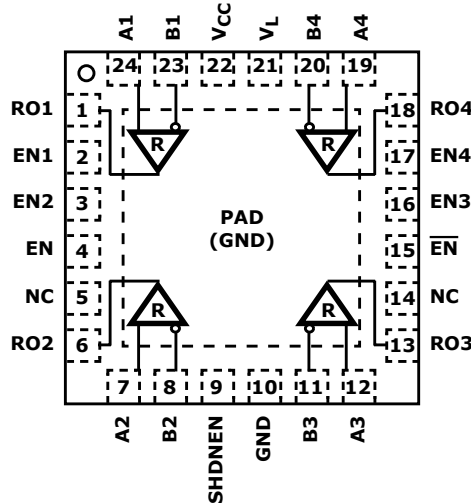 A1
B1
VCC
VL
B4
A4
24
23
22
21
20
19
RO1
1
18
RO4
R
R
EN1
2
17
EN4
EN2
3
16
EN3
PAD
(GND)
EN
4
15
E̅N̅
NC
5
14
NC
R
R
RO2
6
13
RO3
7
8
9
10
11
12
A2
B2
SHDNEN
GND
B3
A3